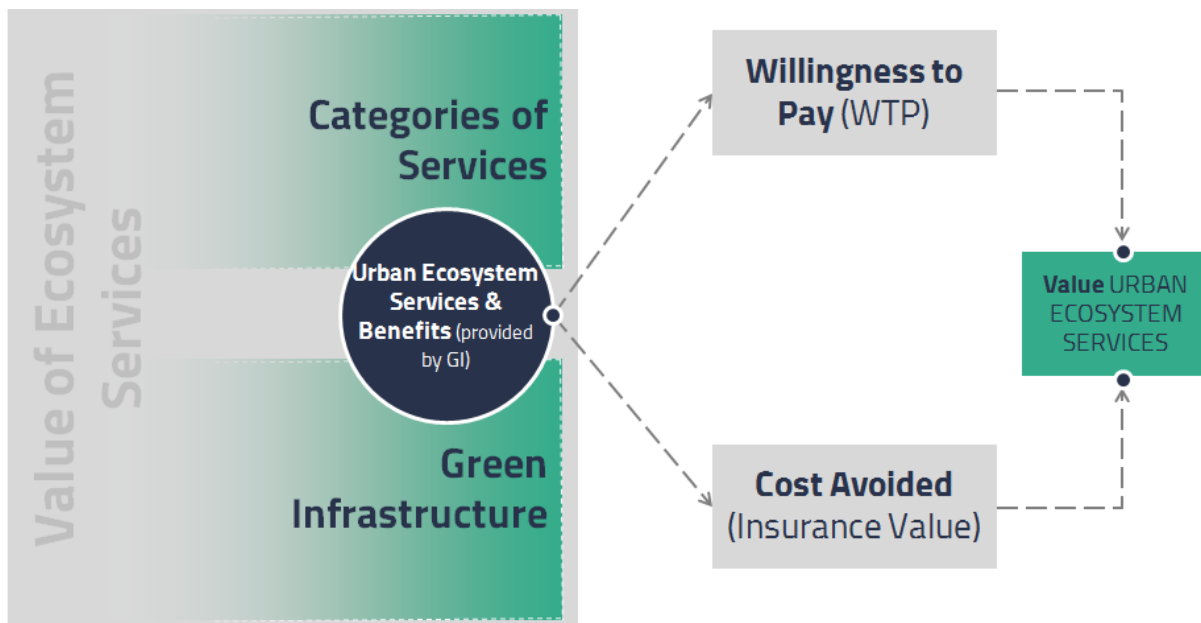 Value of Ecosystem
Services
Categories of
Services
Urban Ecosystem
Services &
Benefits (provided
by GI)
Green
Infrastructure
Willingness to
Pay (WTP)
Cost Avoided
(Insurance Value)
Value URBAN
ECOSYSTEM
SERVICES